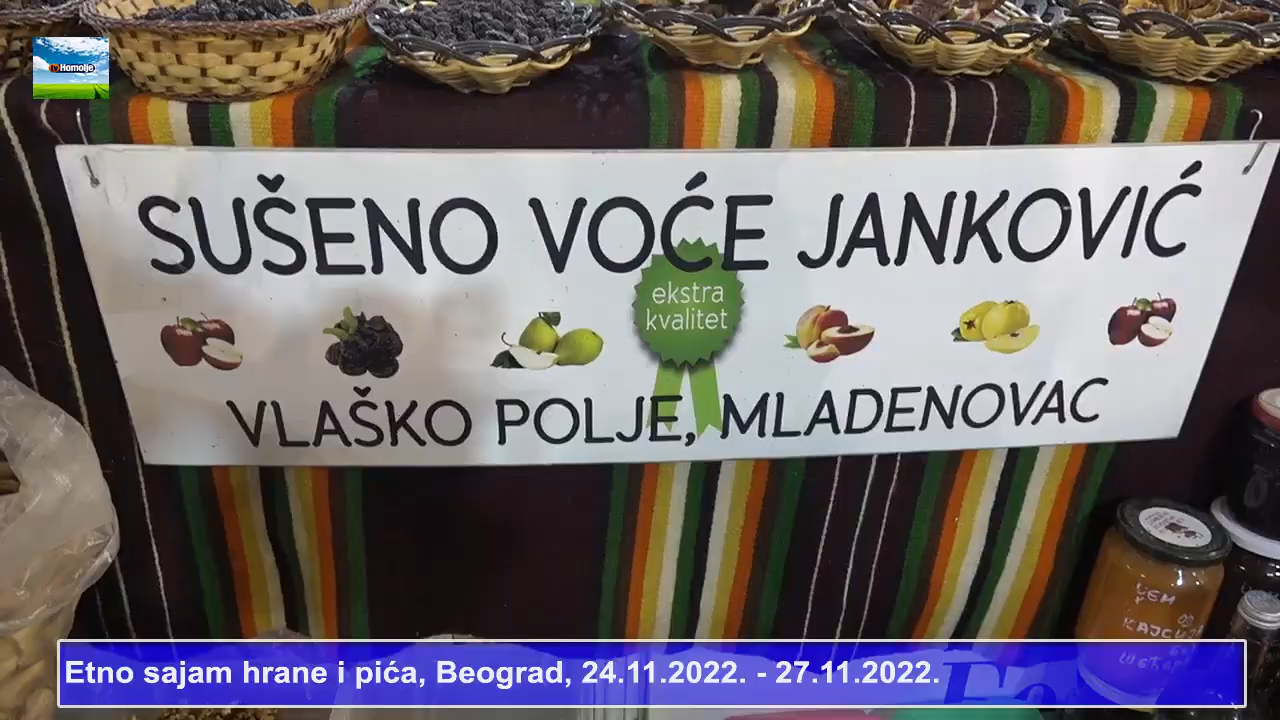 tvHomolje
SUŠENO VOĆE JANKOVIĆ
ekstra
kvalitet
VLAŠKO POLJE, MLADENOVAC
Etno sajam hrane i pića, Beograd, 24.11.2022. - 27.11.2022.